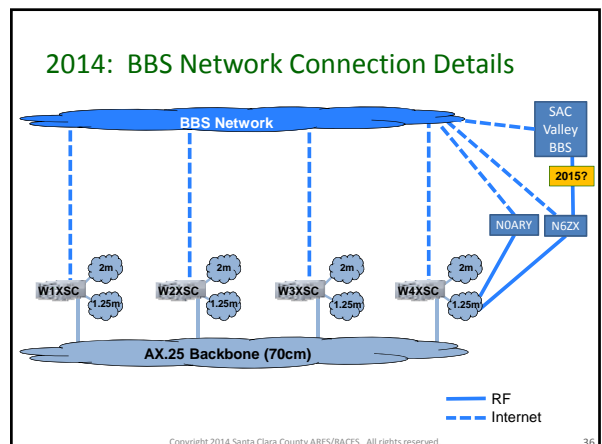 2014: BBS Network Connection Details
BBS Network
SAC
Valley
BBS
2015?
N0ARY
N6ZX
2m
2m
2m
2m
W1XSC
W2XSC
W3XSC
W4XSC
1.25m
1.25m
1.25m
1.25m
AX.25 Backbone (70cm)
RF
Internet
Copyright 2014 Santa Clara County ARES/RACES. All rights reserved
36